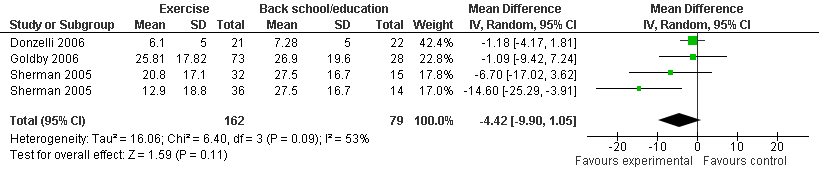 Exercise Back school/education Mean Difference Mean Difference
Study or Subgroup Mean SD Total Mean SD Total Weight IV, Random, 95% CI IV, Random, 95% CI
Donzelli 2006 6.1 5 21 7.28 5 22 42.4% -1.18 [-4.17, 1.81]
Goldby 2006 25.81 17.82 73 26.9 19.6 28 22.8% -1.09 [-9.42, 7.24]
Sherman 2005 20.8 17.1 32 27.5 16.7 15 17.8% -6.70 [-17.02, 3.62]
Sherman 2005 12.9 18.8 36 27.5 16.7 14 17.0% -14.60 [-25.29, -3.91]
Total (95% CI) 162 79 100.0% -4.42 [-9.90, 1.05]
Heterogeneity: Tau² = 16.06; Chi² = 6.40, df = 3 (P = 0.09); I² = 53%
Test for overall effect: Z = 1.59 (P = 0.11)
-20 -10 0 10 20
Favours experimental Favours control